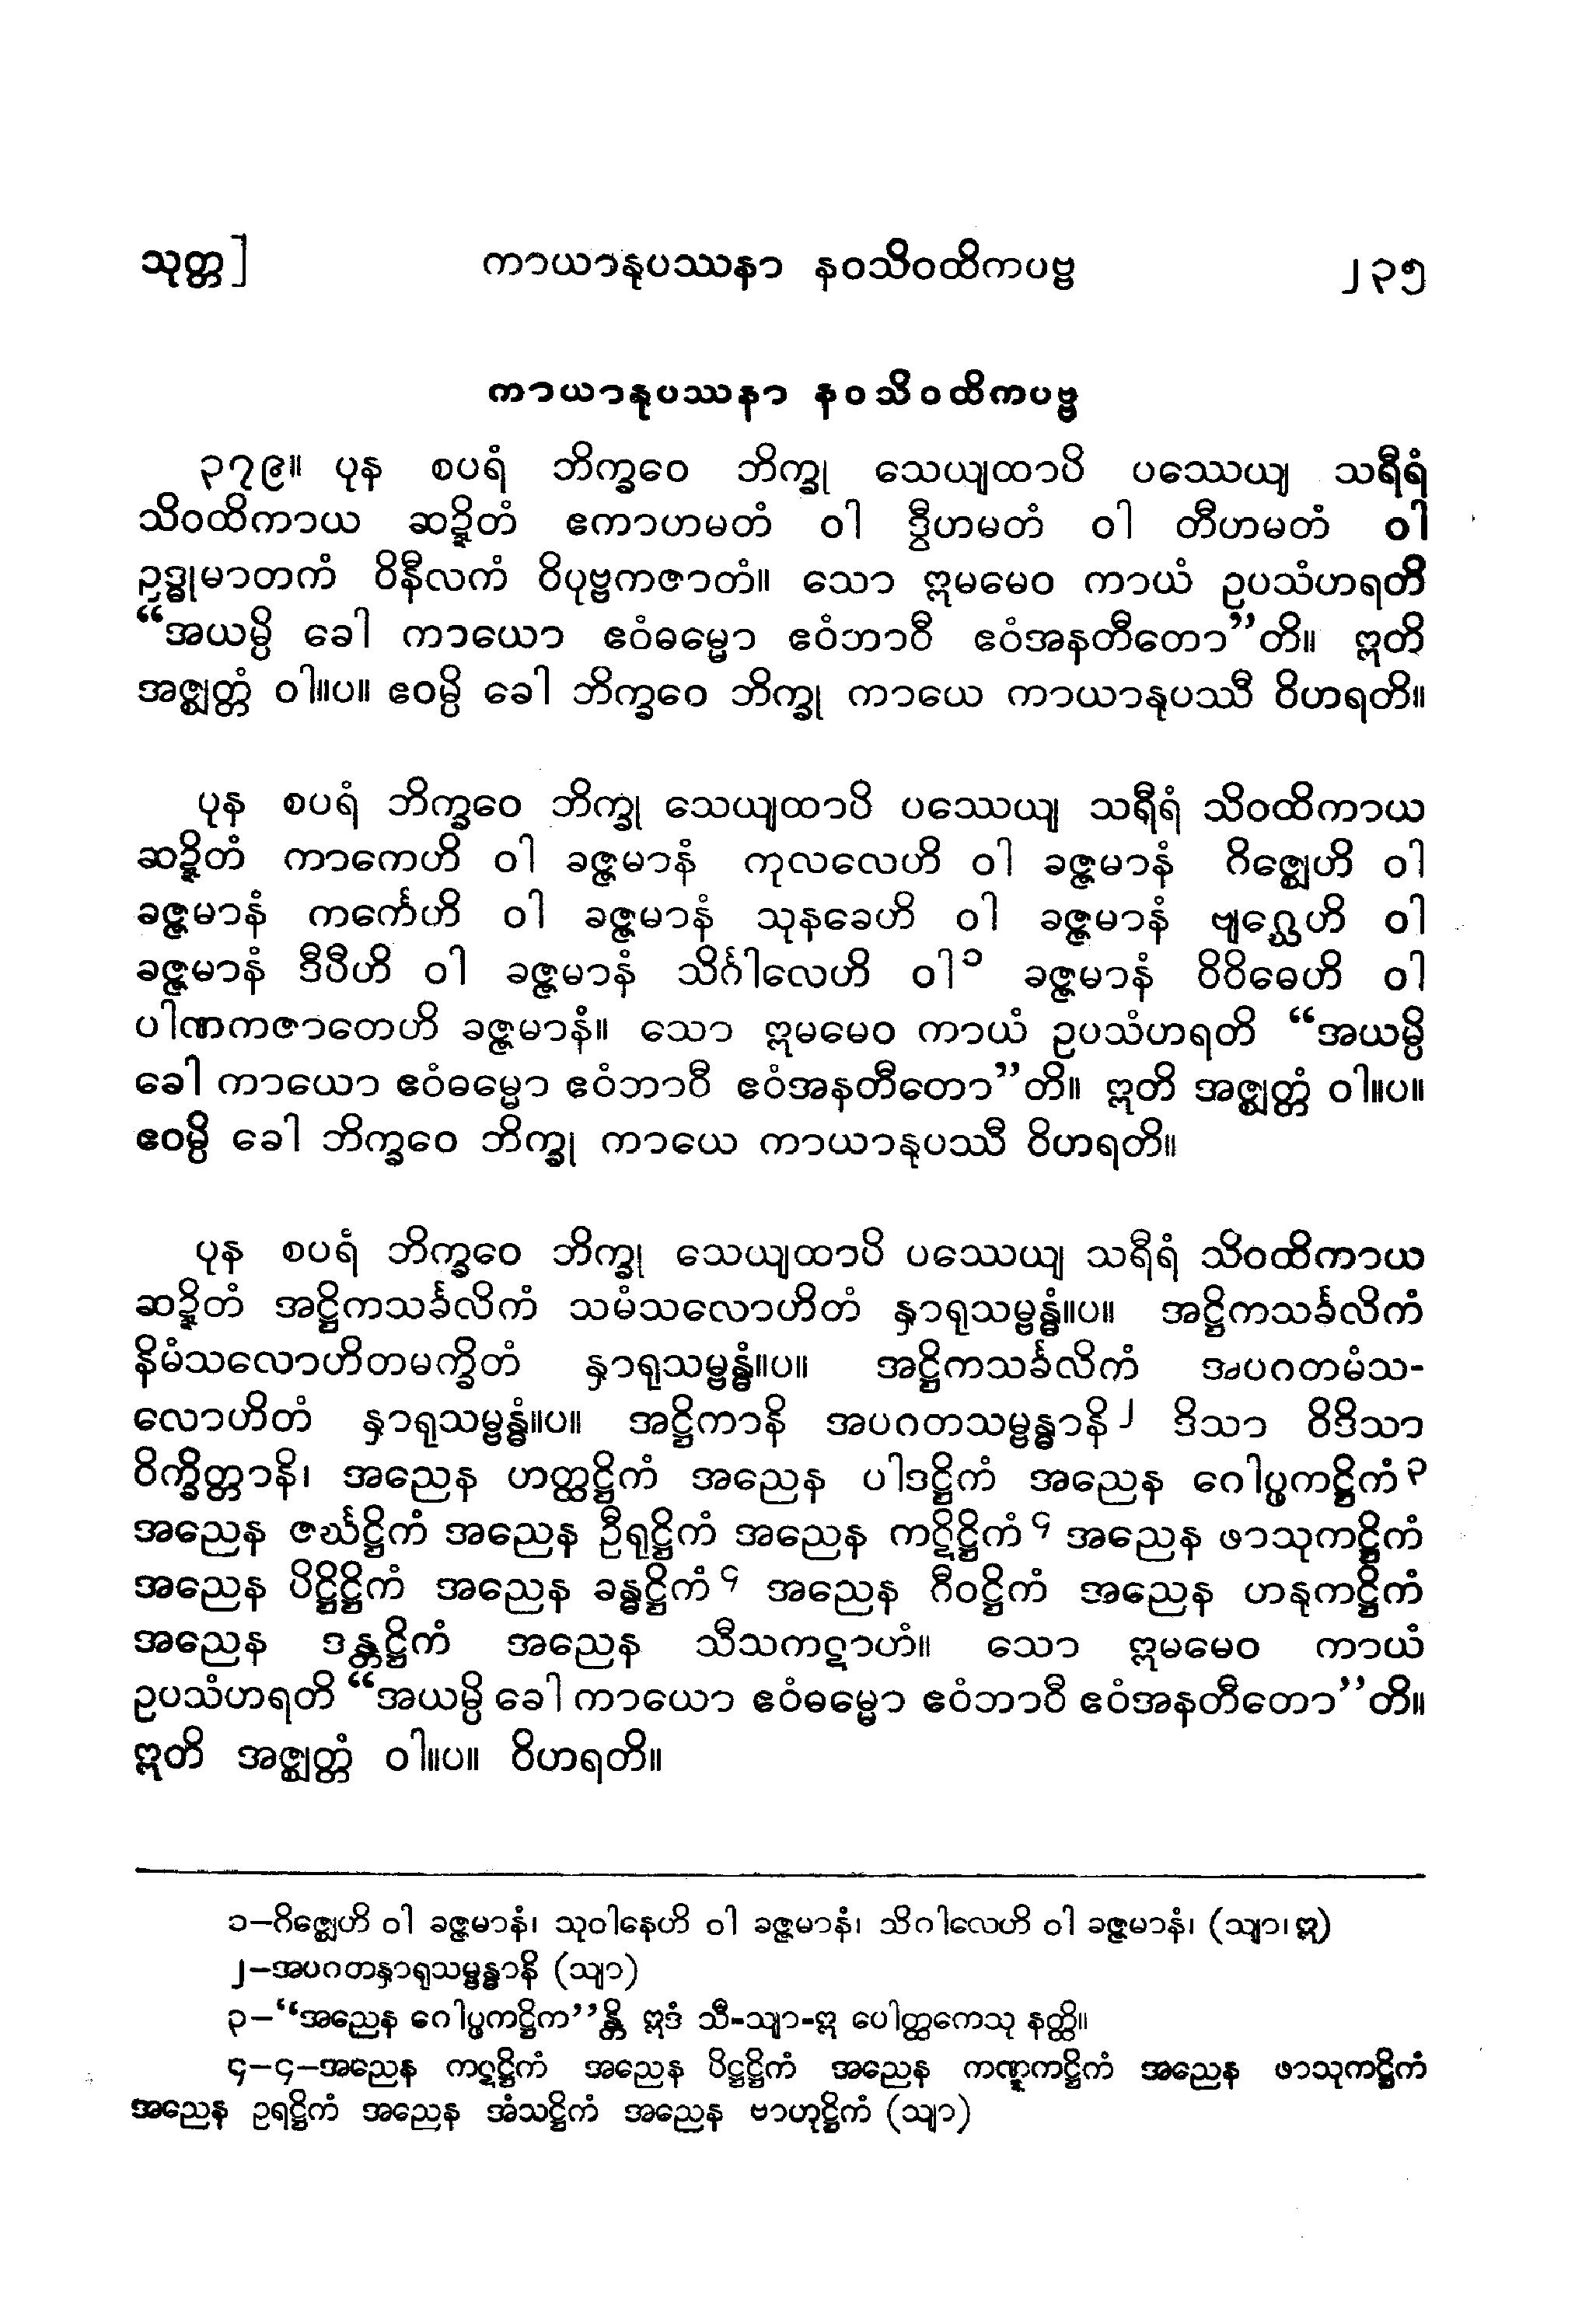 သုတ္တ] ကာယာနုပဿနာ နဝသိဝထိကပဗ္ဗ ၂၃၅
ကာယာနုပဿနာ နဝသိဝထိကပဗ္ဗ
၃၇၉။ ပုန စပရံ ဘိက္ခဝေ ဘိက္ခု သေယျထာပိ ပဿေယျ သရီရံ
သိဝထိကာယ ဆဍ္ဍိတံ ဧကာဟမတံ ဝါ ဒွီဟမတံ ဝါ တီဟမတံ ဝါ
ဥဒ္ဓုမာတကံ ဝိနီလကံ ဝိပုဗ္ဗကဇာတံ။ သော ဣမမေဝ ကာယံ ဥပသံဟရတိ
“အယမ္ပိ ခေါ ကာယော ဧဝံဓမ္မော ဧဝံဘာဝီ ဧဝံအနတီတော”တိ။ ဣတိ
အဇ္ဈတ္တံ ဝါ။ပ။ ဧဝမ္ပိ ခေါ ဘိက္ခဝေ ဘိက္ခု ကာယေ ကာယာနုပဿီ ဝိဟရတိ။
ပုန စပရံ ဘိက္ခဝေ ဘိက္ခု သေယျထာပိ ပဿေယျ သရီရံ သိဝထိကာယ
ဆဍ္ဍိတံ ကာကေဟိ ဝါ ခဇ္ဇမာနံ ကုလလေဟိ ဝါ ခဇ္ဇမာနံ ဂိဇ္ဈေဟိ ဝါ
ခဇ္ဇမာနံ ကင်္ကေဟိ ဝါ ခဇ္ဇမာနံ သုနခေဟိ ဝါ ခဇ္ဇမာနံ ဗျဂ္ဃေဟိ ဝါ
ခဇ္ဇမာနံ ဒီပီဟိ ဝါ ခဇ္ဇမာနံ သိင်္ဂါလေဟိ ဝါ၁ ခဇ္ဇမာနံ ဝိဝိဓေဟိ ဝါ
ပါဏကဇာတေဟိ ခဇ္ဇမာနံ။ သော ဣမမေဝ ကာယံ ဥပသံဟရတိ “အယမ္ပိ
ခေါ ကာယော ဧဝံဓမ္မော ဧဝံဘာဝီ ဧဝံအနတီတော”တိ။ ဣတိ အဇ္ဈတ္တံ ဝါ။ပ။
ဧဝမ္ပိ ခေါ ဘိက္ခဝေ ဘိက္ခု ကာယေ ကာယာနုပဿီ ဝိဟရတိ။
ပုန စပရံ ဘိက္ခဝေ ဘိက္ခု သေယျထာပိ ပဿေယျ သရီရံ သိဝထိကာယ
ဆဍ္ဍိတံ အဋ္ဌိကသင်္ခလိကံ သမံသလောဟိတံ နှာရုသမ္ဗန္ဓံ။ပ။ အဋ္ဌိကသင်္ခလိကံ
နိမံသလောဟိတမက္ခိတံ နှာရုသမ္ဗန္ဓံ။ပ။ အဋ္ဌိကသင်္ခလိကံ အပဂတမံသ-
လောဟိတံ နှာရုသမ္ဗန္ဓံ။ပ။ အဋ္ဌိကာနိ အပဂတသမ္ဗန္ဓာနိ၂ ဒိသာ ဝိဒိသာ
ဝိက္ခိတ္တာနိ၊ အညေန ဟတ္ထဋ္ဌိကံ အညေန ပါဒဋ္ဌိကံ အညေန ဂေါပ္ဖကဋ္ဌိကံ၃
အညေန ဇင်္ဃဋ္ဌိကံ အညေန ဦရုဋ္ဌိကံ အညေန ကဋိဋ္ဌိကံ၄ အညေန ဖာသုကဋ္ဌိကံ
အညေန ပိဋ္ဌိဋ္ဌိကံ အညေန ခန္ဓဋ္ဌိကံ၄ အညေန ဂီဝဋ္ဌိကံ အညေန ဟနုကဋ္ဌိကံ
အညေန ဒန္တဋ္ဌိကံ အညေန သီသကဋာဟံ။ သော ဣမမေဝ ကာယံ
ဥပသံဟရတိ “အယမ္ပိ ခေါ ကာယော ဧဝံဓမ္မော ဧဝံဘာဝီ ဧဝံအနတီတော”တိ။
ဣတိ အဇ္ဈတ္တံ ဝါ။ပ။ ဝိဟရတိ။
၁–ဂိဇ္ဈေဟိ ဝါ ခဇ္ဇမာနံ၊ သုဝါနေဟိ ဝါ ခဇ္ဇမာနံ၊ သိဂါလေဟိ ဝါ ခဇ္ဇမာနံ၊ (သျာ၊ ဣ)
၂–အပဂတနှာရုသမ္ဗန္ဓာနိ (သျာ)
၃–“အညေန ဂေါပ္ဖကဋ္ဌိက”န္တိ ဣဒံ သီ-သျာ-ဣ ပေါတ္ထကေသု နတ္ထိ။
၄–၄–အညေန ကဋဋ္ဌိကံ အညေန ပိဋ္ဌဋ္ဌိကံ အညေန ကဏ္ဋကဋ္ဌိကံ အညေန ဖာသုကဋ္ဌိကံ
အညေန ဥရဋ္ဌိကံ အညေန အံသဋ္ဌိကံ အညေန ဗာဟုဋ္ဌိကံ (သျာ)